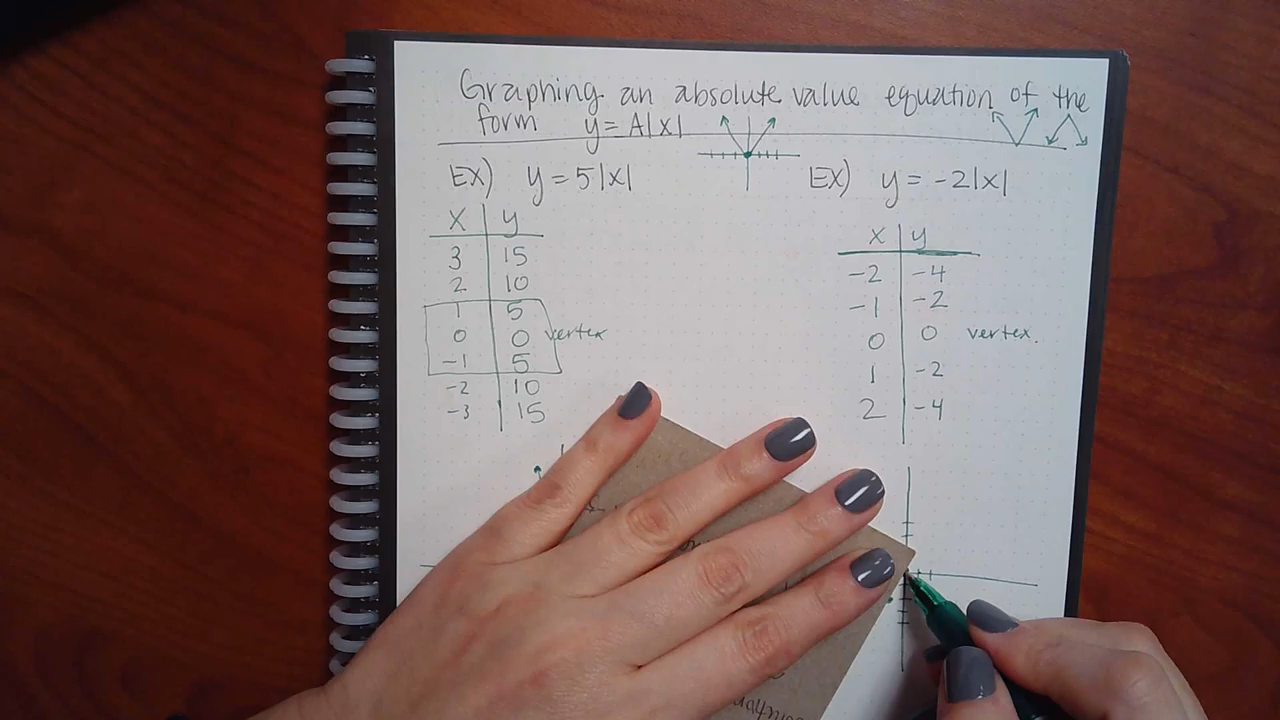 Graphing an absolute value equation of the
form y = A|x|
EX) y = 5|x|
x y
3 15
2 10
1 5
0 0 vertex
-1 5
-2 10
-3 15
EX) y = -2|x|
x y
-2 -4
-1 -2
0 0 vertex.
1 -2
2 -4